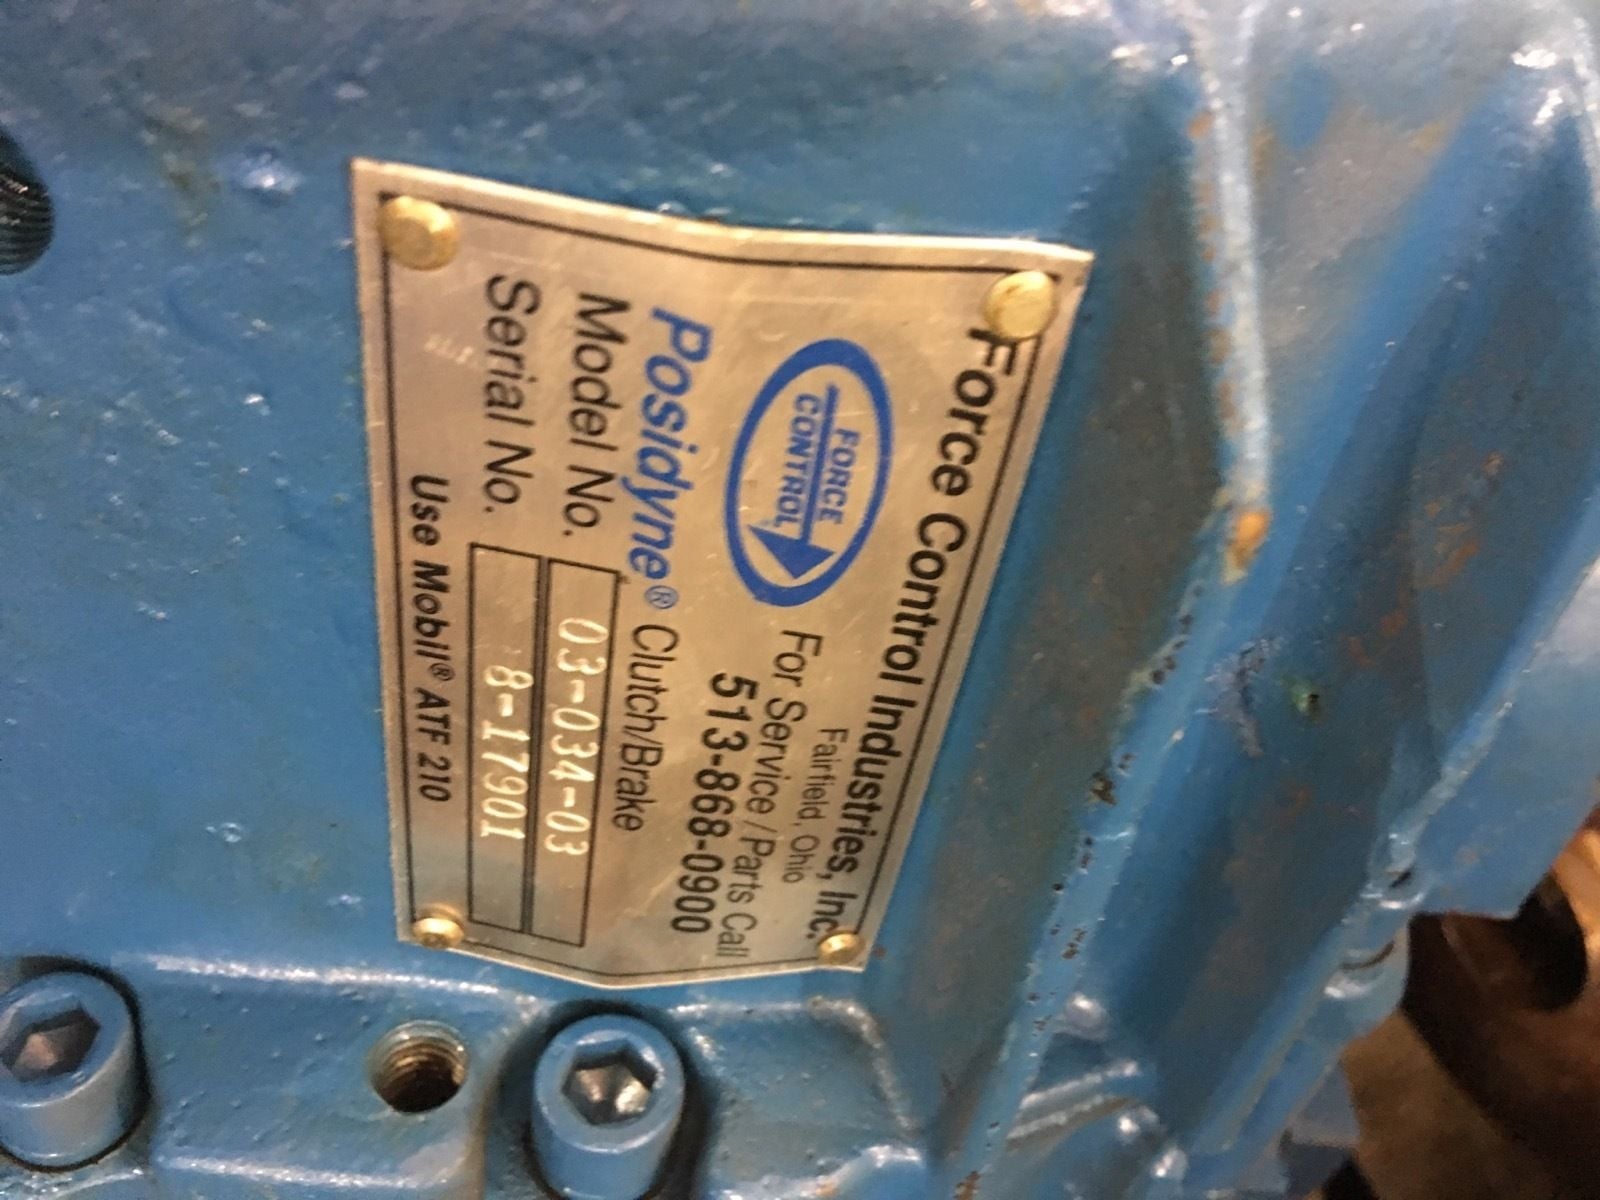 Force Control Industries, Inc.
Fairfield, Ohio
FORCE
CONTROL
For Service/Parts Call
513-868-0900
Posidyne® Clutch/Brake
Model No. 03-034-03
Serial No. 8-17901
Use Mobil® ATF 210